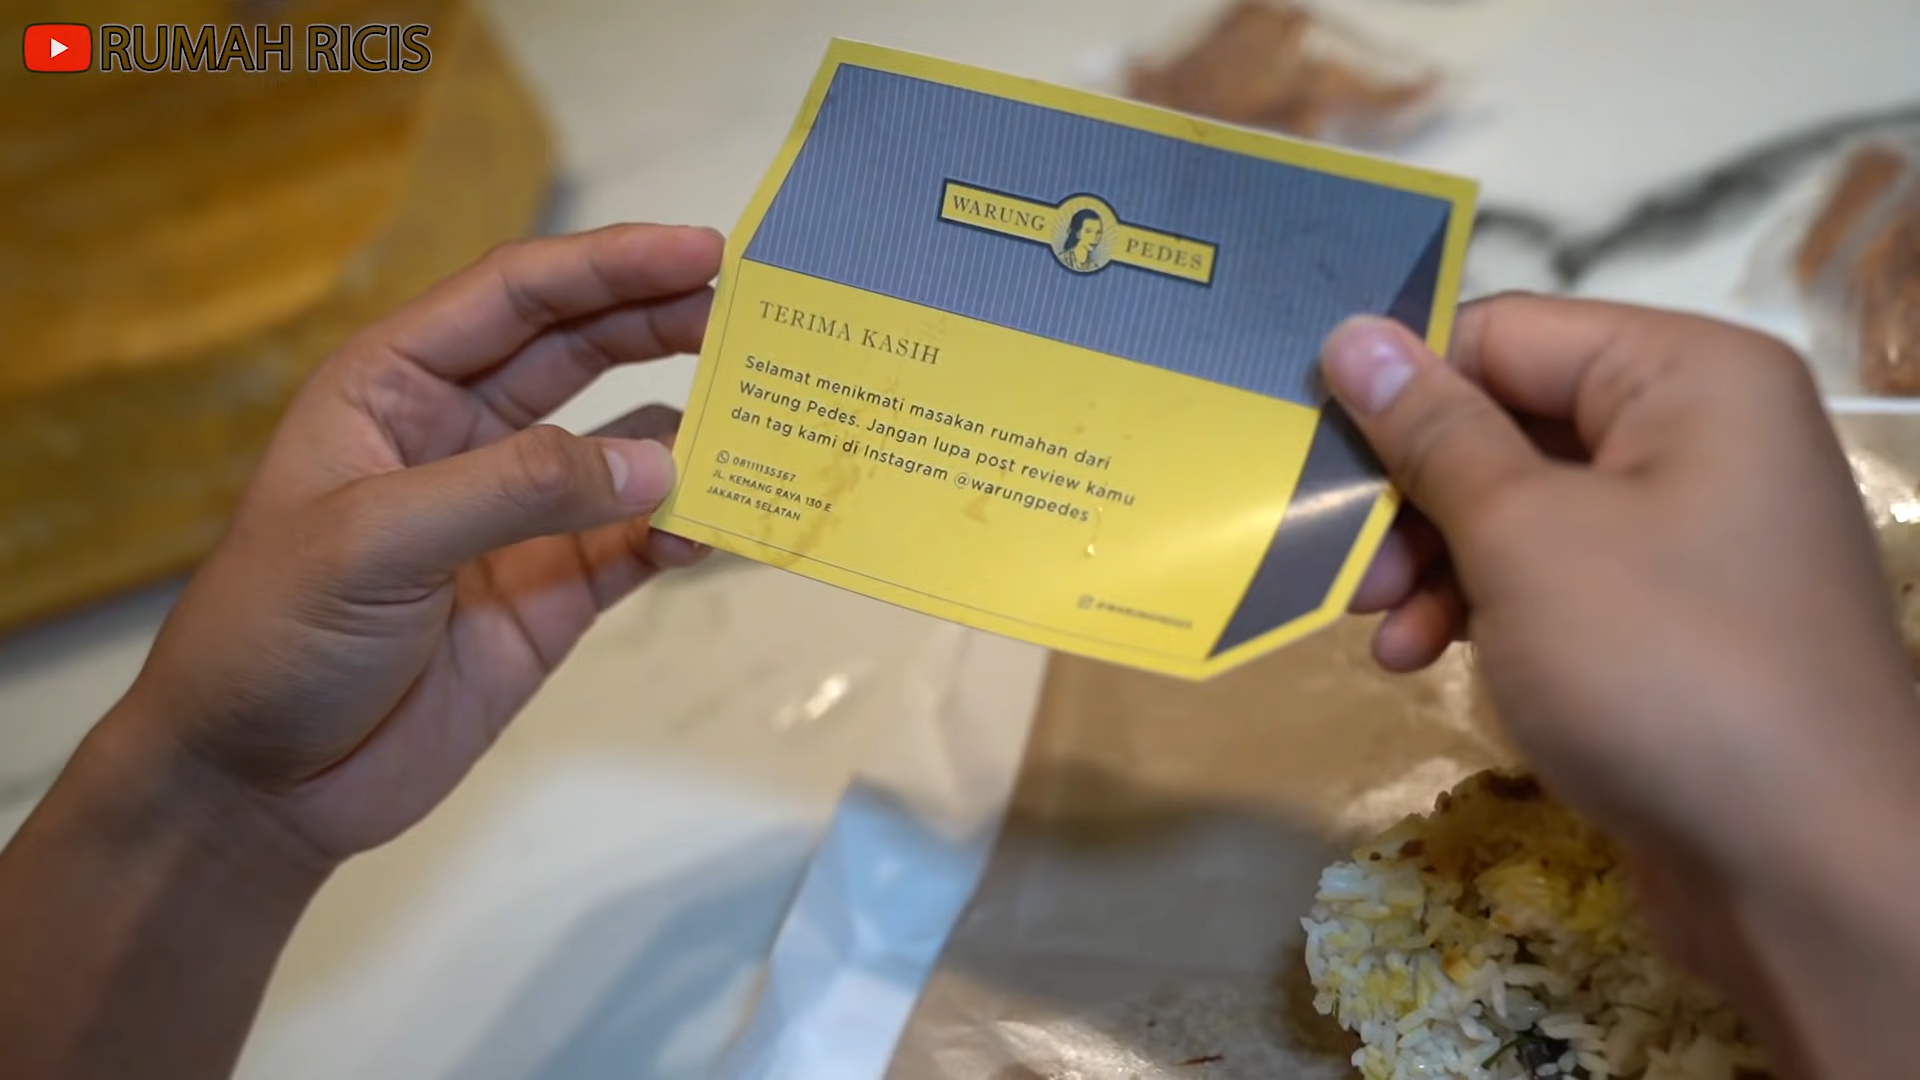 RUMAH RICIS
WARUNG PEDES
TERIMA KASIH
Selamat menikmati masakan rumahan dari
Warung Pedes. Jangan lupa post review kamu
dan tag kami di Instagram @warungpedes
08111135367
JL. KEMANG RAYA 130 E
JAKARTA SELATAN